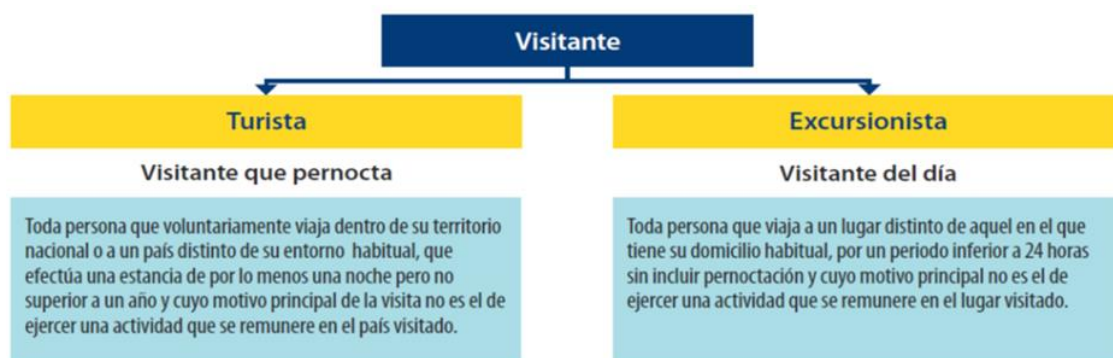 Visitante
Turista
Visitante que pernocta
Toda persona que voluntariamente viaja dentro de su territorio
nacional o a un país distinto de su entorno habitual, que
efectúa una estancia de por lo menos una noche pero no
superior a un año y cuyo motivo principal de la visita no es el de
ejercer una actividad que se remunere en el país visitado.
Excursionista
Visitante del día
Toda persona que viaja a un lugar distinto de aquel en el que
tiene su domicilio habitual, por un periodo inferior a 24 horas
sin incluir pernoctación y cuyo motivo principal no es el de
ejercer una actividad que se remunere en el lugar visitado.